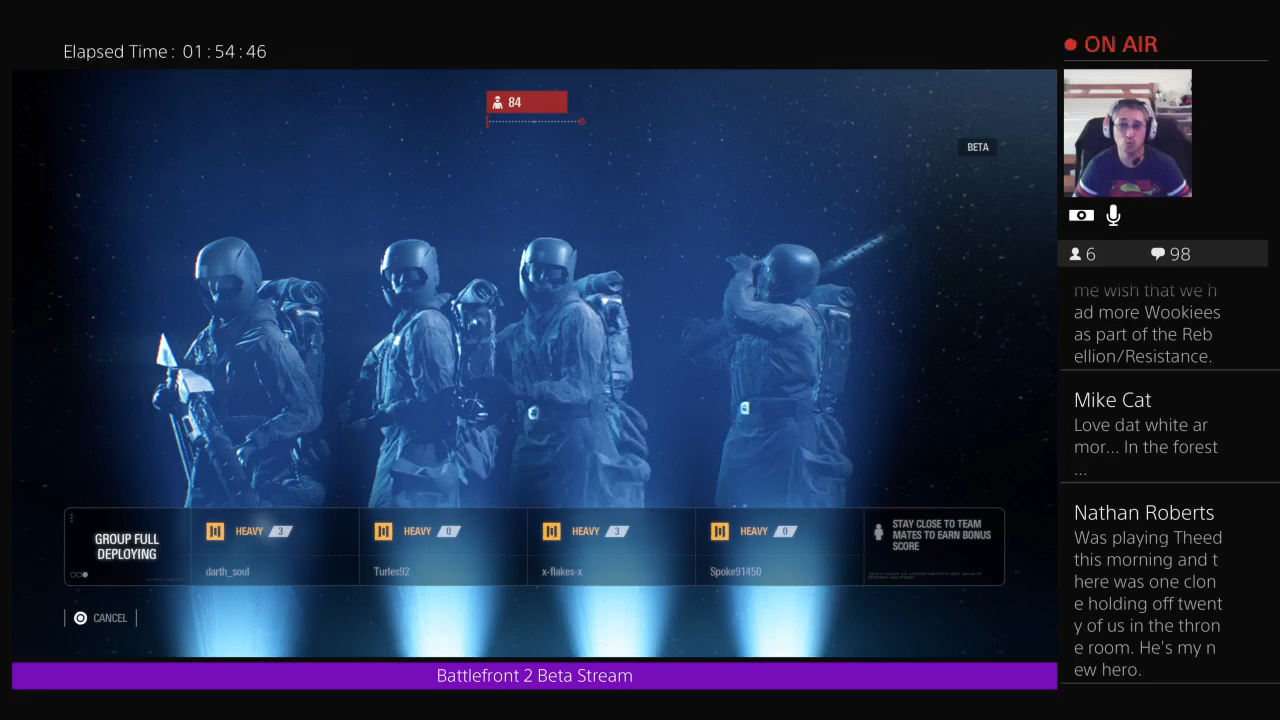 Elapsed Time: 01:54:46
ON AIR
84
BETA
6 98
me wish that we h
ad more Wookiees
as part of the Reb
ellion/Resistance.
Mike Cat
Love dat white ar
mor... In the forest
...
Nathan Roberts
Was playing Theed
this morning and t
here was one clon
e holding off twent
y of us in the thron
e room. He's my n
ew hero.
GROUP FULL
DEPLOYING
HEAVY 3
darth_soul
HEAVY 0
Turles92
HEAVY 3
x-flakes-x
HEAVY 0
Spoke91450
STAY CLOSE TO TEAM
MATES TO EARN BONUS
SCORE
CANCEL
Battlefront 2 Beta Stream